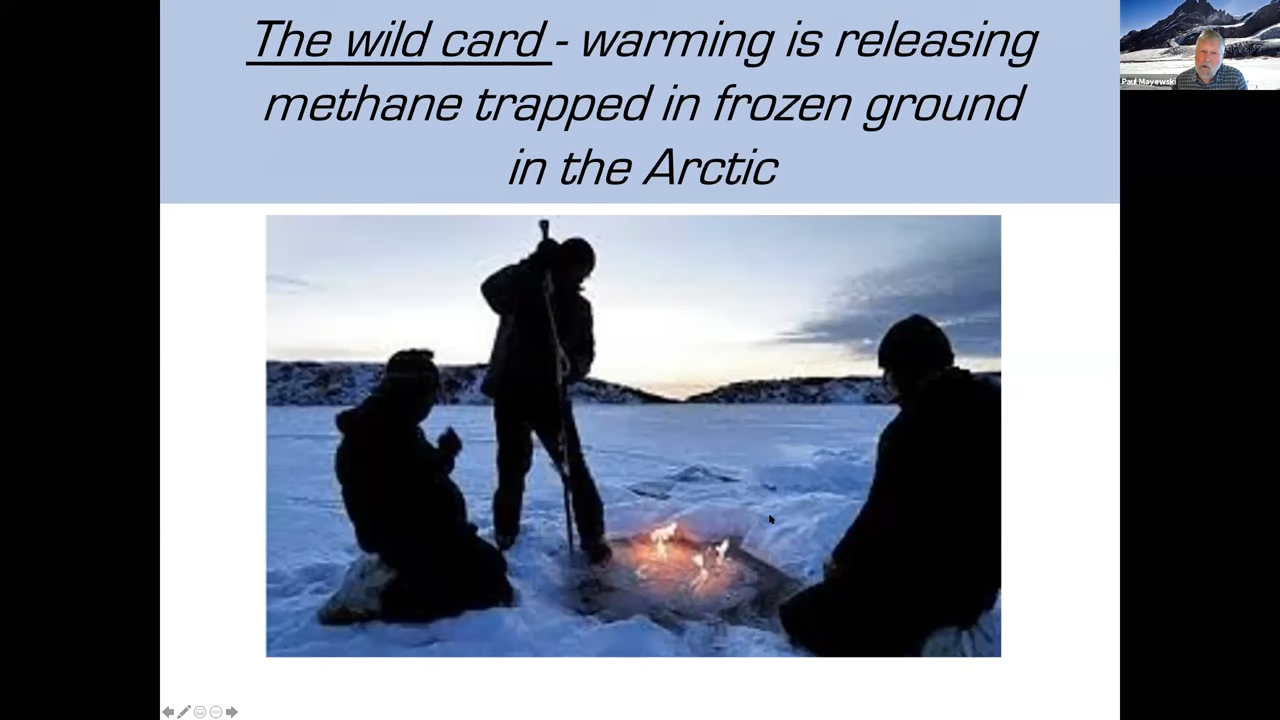 The wild card - warming is releasing
methane trapped in frozen ground
in the Arctic
Paul Mayewski